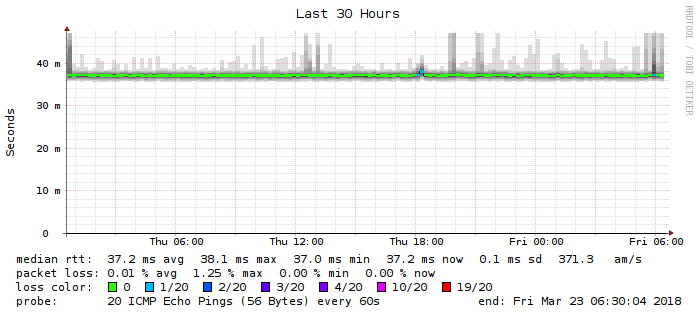 Last 30 Hours
RRDTOOL / TOBI OETIKER
Seconds
40 m
30 m
20 m
10 m
0
Thu 06:00 Thu 12:00 Thu 18:00 Fri 00:00 Fri 06:00
median rtt: 37.2 ms avg 38.1 ms max 37.0 ms min 37.2 ms now 0.1 ms sd 371.3 am/s
packet loss: 0.01 % avg 1.25 % max 0.00 % min 0.00 % now
loss color: 0 1/20 2/20 3/20 4/20 10/20 19/20
probe: 20 ICMP Echo Pings (56 Bytes) every 60s end: Fri Mar 23 06:30:04 2018